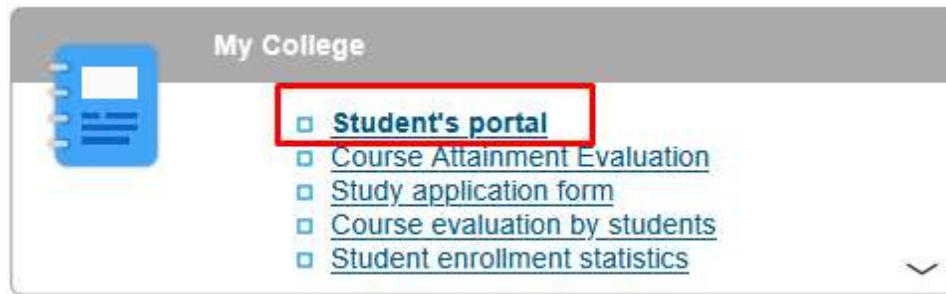 My College
Student's portal
Course Attainment Evaluation
Study application form
Course evaluation by students
Student enrollment statistics